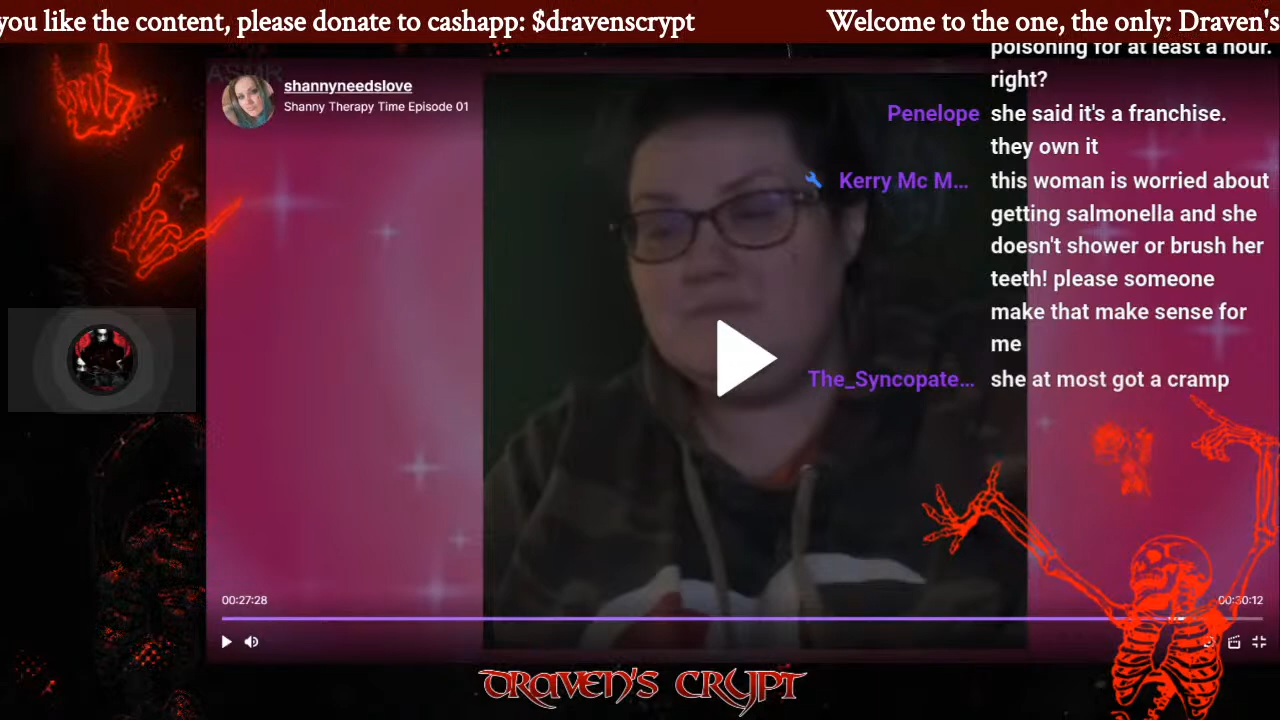 you like the content, please donate to cashapp: $dravenscrypt Welcome to the one, the only: Draven's
ASMR
shannyneedslove
Shanny Therapy Time Episode 01
poisoning for at least a hour.
right?
Penelope she said it's a franchise.
they own it
Kerry Mc M... this woman is worried about
getting salmonella and she
doesn't shower or brush her
teeth! please someone
make that make sense for
me
The_Syncopate... she at most got a cramp
00:27:28
00:30:12
DRAVEN'S CRYPT